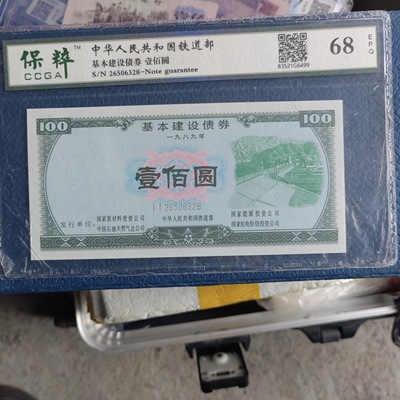 保粹™
CCGA
中华人民共和国铁道部
基本建设债券 壹佰圆
S/N 26506328-Note guarantee
B3521G6499
68
EPQ
100
100
基本建设债券
一九八九年
壹佰圆
26506328
发行单位：
国家原材料投资公司
中华人民共和国铁道部
国家能源投资公司
中国石油天然气总公司
国家机电轻纺投资公司